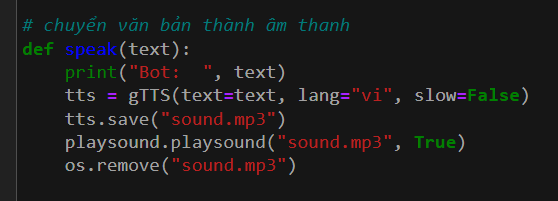 # chuyển văn bản thành âm thanh
def speak(text):
    print("Bot:  ", text)
    tts = gTTS(text=text, lang="vi", slow=False)
    tts.save("sound.mp3")
    playsound.playsound("sound.mp3", True)
    os.remove("sound.mp3")